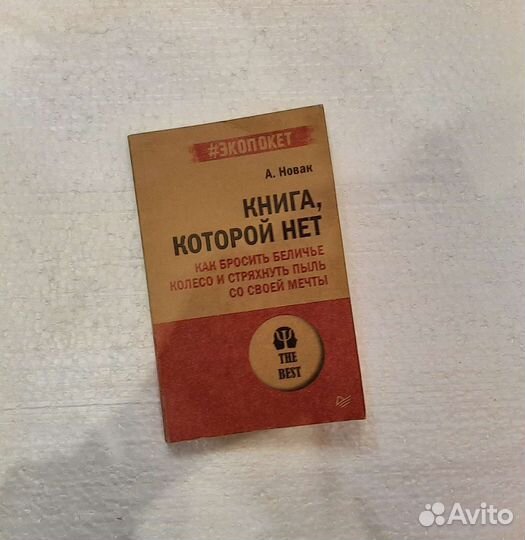 #ЭКОПОКЕТ
А. Новак
КНИГА,
КОТОРОЙ НЕТ
КАК БРОСИТЬ БЕЛИЧЬЕ
КОЛЕСО И СТРЯХНУТЬ ПЫЛЬ
СО СВОЕЙ МЕЧТЫ
THE
BEST
Avito